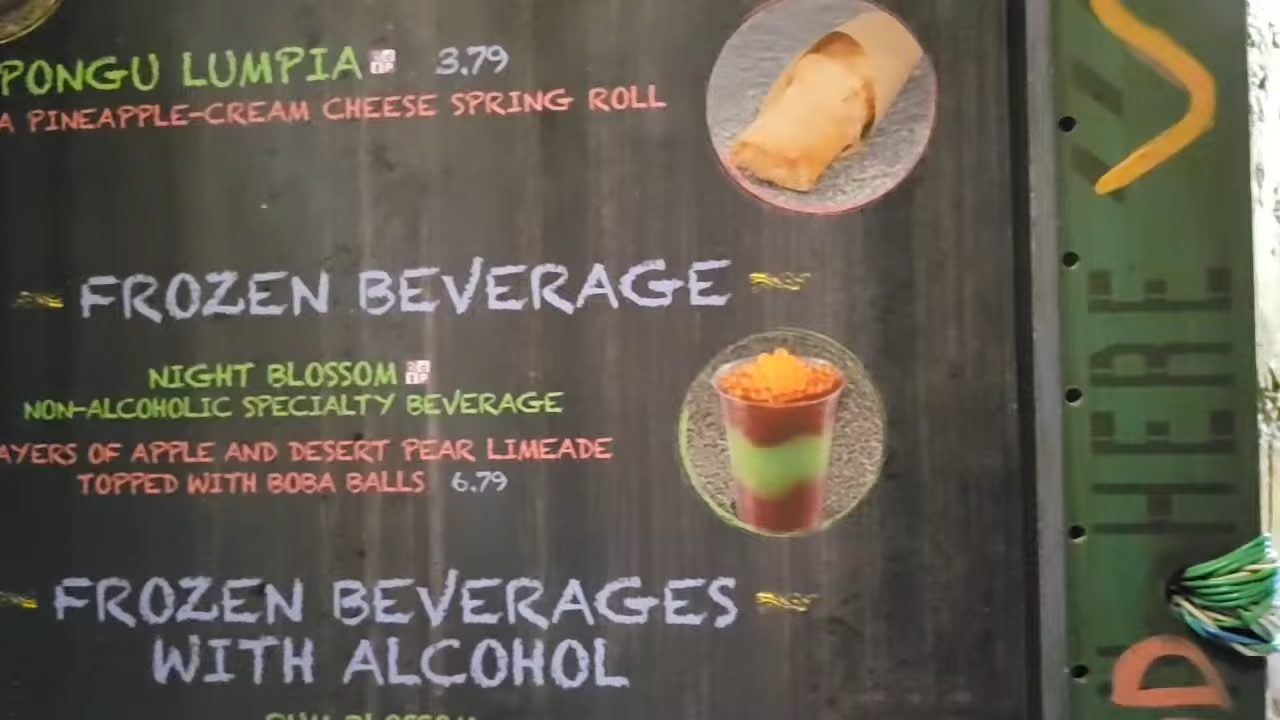 PONGU LUMPIA 3.79
A PINEAPPLE-CREAM CHEESE SPRING ROLL
FROZEN BEVERAGE
NIGHT BLOSSOM
NON-ALCOHOLIC SPECIALTY BEVERAGE
AYERS OF APPLE AND DESERT PEAR LIMEADE
TOPPED WITH BOBA BALLS 6.79
FROZEN BEVERAGES
WITH ALCOHOL
HERE
D